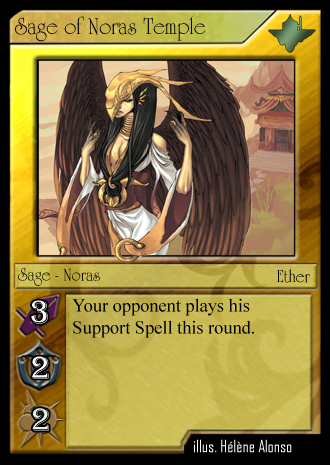 Sage of Noras Temple
Sage - Noras
Ether
3
Your opponent plays his
Support Spell this round.
2
2
illus. Hélène Alonso